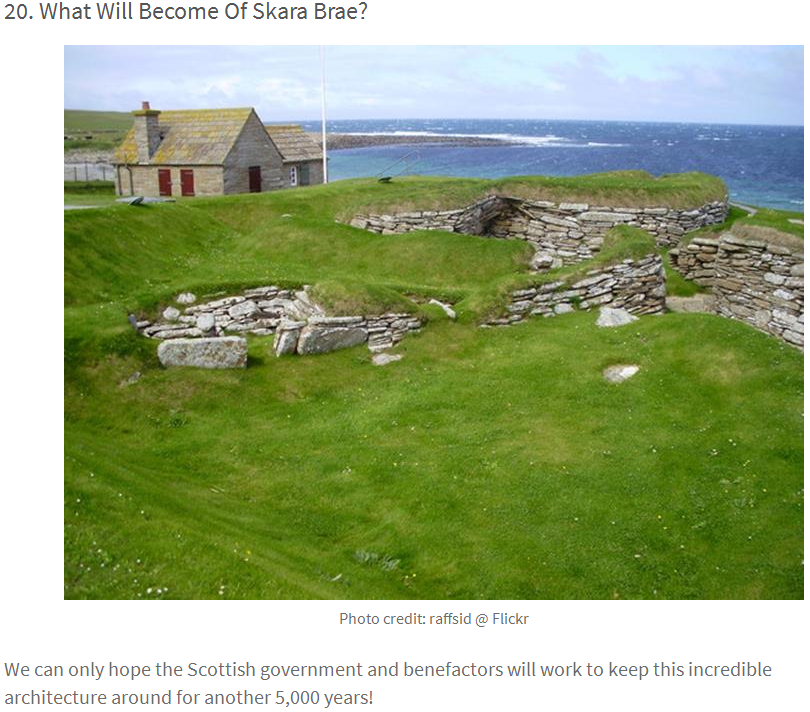 20. What Will Become Of Skara Brae?
Photo credit: raffsid @ Flickr
We can only hope the Scottish government and benefactors will work to keep this incredible
architecture around for another 5,000 years!